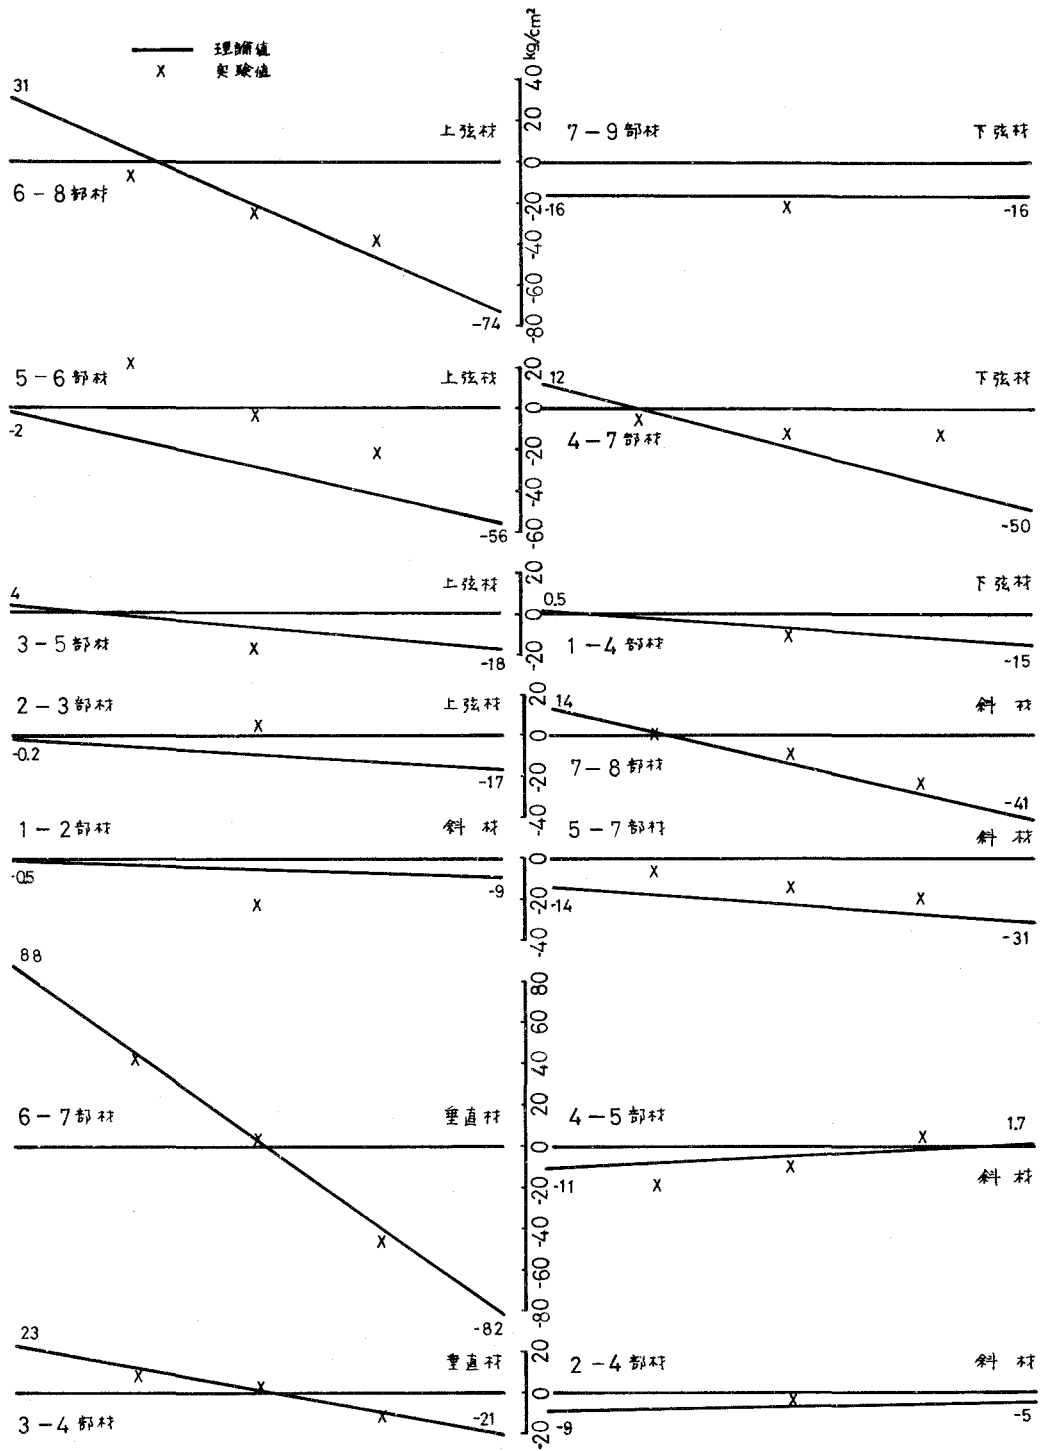 kg/cm²
理論値
x 実験値
31
上弦材
6-8部材
-74
40
20
0
-20
-40
-60
-80
7-9部材
下弦材
-16
-16
5-6部材
上弦材
-2
-56
20
0
-20
-40
-60
12
下弦材
4-7部材
-50
4
上弦材
3-5部材
-18
20
0
-20
0.5
下弦材
1-4部材
-15
2-3部材
上弦材
-0.2
-17
20
0
-20
-40
14
斜材
7-8部材
-41
1-2部材
斜材
-0.5
-9
0
-20
-40
5-7部材
斜材
-14
-31
88
6-7部材
垂直材
-82
80
60
40
20
0
-20
-40
-60
-80
4-5部材
1.7
-11
斜材
23
垂直材
3-4部材
-21
20
0
-20
2-4部材
斜材
-9
-5